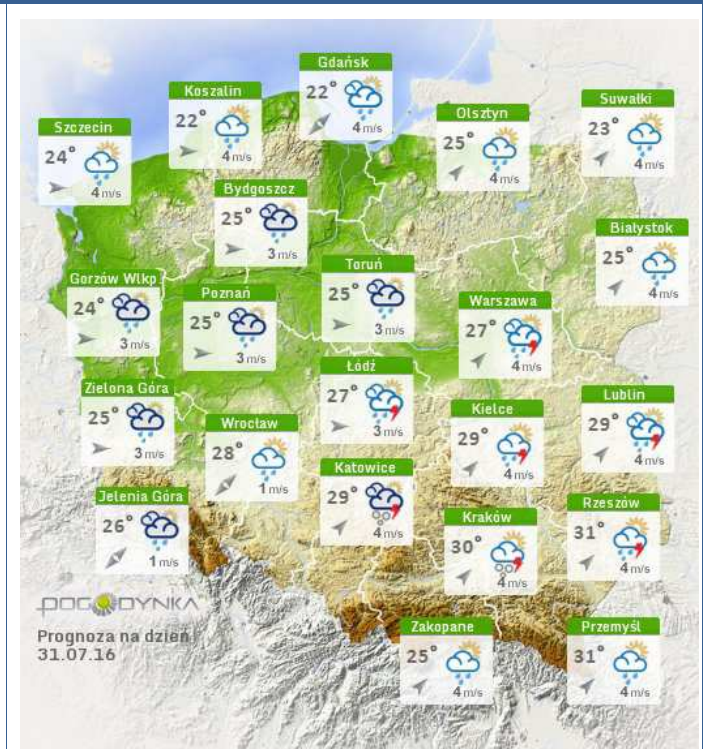 Gdańsk
22°
4 m/s
Koszalin
22°
4 m/s
Suwałki
23°
4 m/s
Olsztyn
25°
4 m/s
Szczecin
24°
4 m/s
Bydgoszcz
25°
3 m/s
Białystok
25°
4 m/s
Toruń
25°
3 m/s
Gorzów Wlkp
24°
3 m/s
Poznań
25°
3 m/s
Warszawa
27°
4 m/s
Łódź
27°
3 m/s
Zielona Góra
25°
3 m/s
Lublin
29°
4 m/s
Kielce
29°
4 m/s
Wrocław
28°
1 m/s
Katowice
29°
4 m/s
Jelenia Góra
26°
1 m/s
Rzeszów
31°
4 m/s
Kraków
30°
4 m/s
POGODYNKA
Prognoza na dzień
31.07.16
Zakopane
25°
4 m/s
Przemyśl
31°
4 m/s